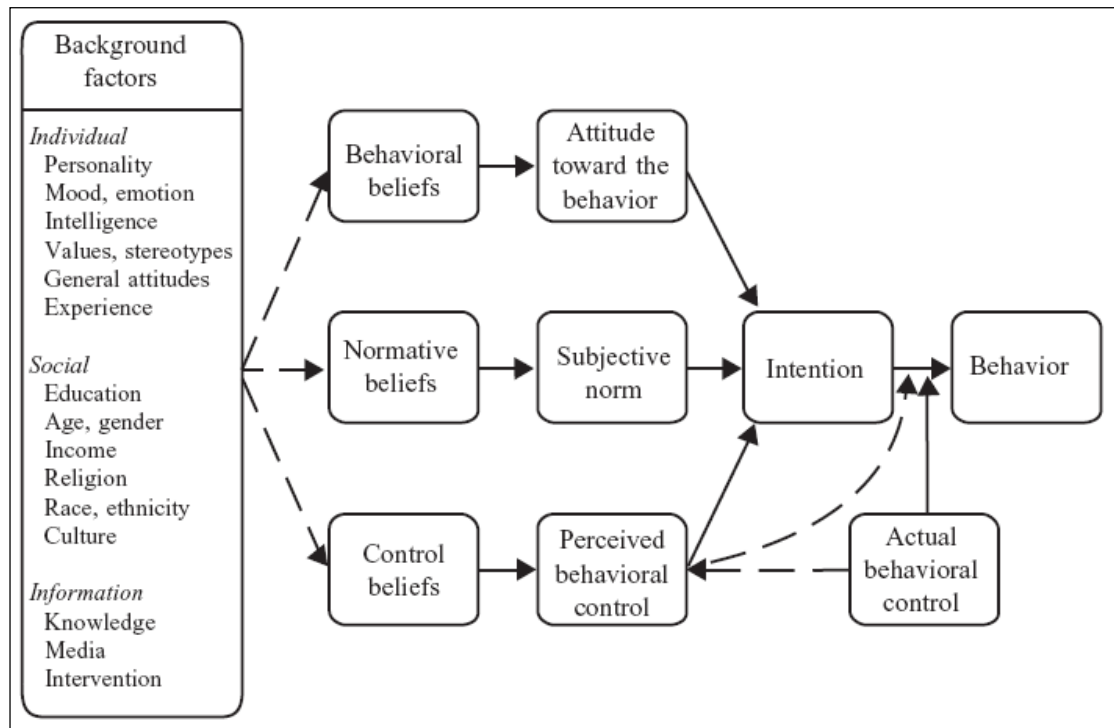 Background
factors
Individual
Personality
Mood, emotion
Intelligence
Values, stereotypes
General attitudes
Experience
Social
Education
Age, gender
Income
Religion
Race, ethnicity
Culture
Information
Knowledge
Media
Intervention
Behavioral
beliefs
Attitude
toward the
behavior
Normative
beliefs
Subjective
norm
Intention
Behavior
Control
beliefs
Perceived
behavioral
control
Actual
behavioral
control